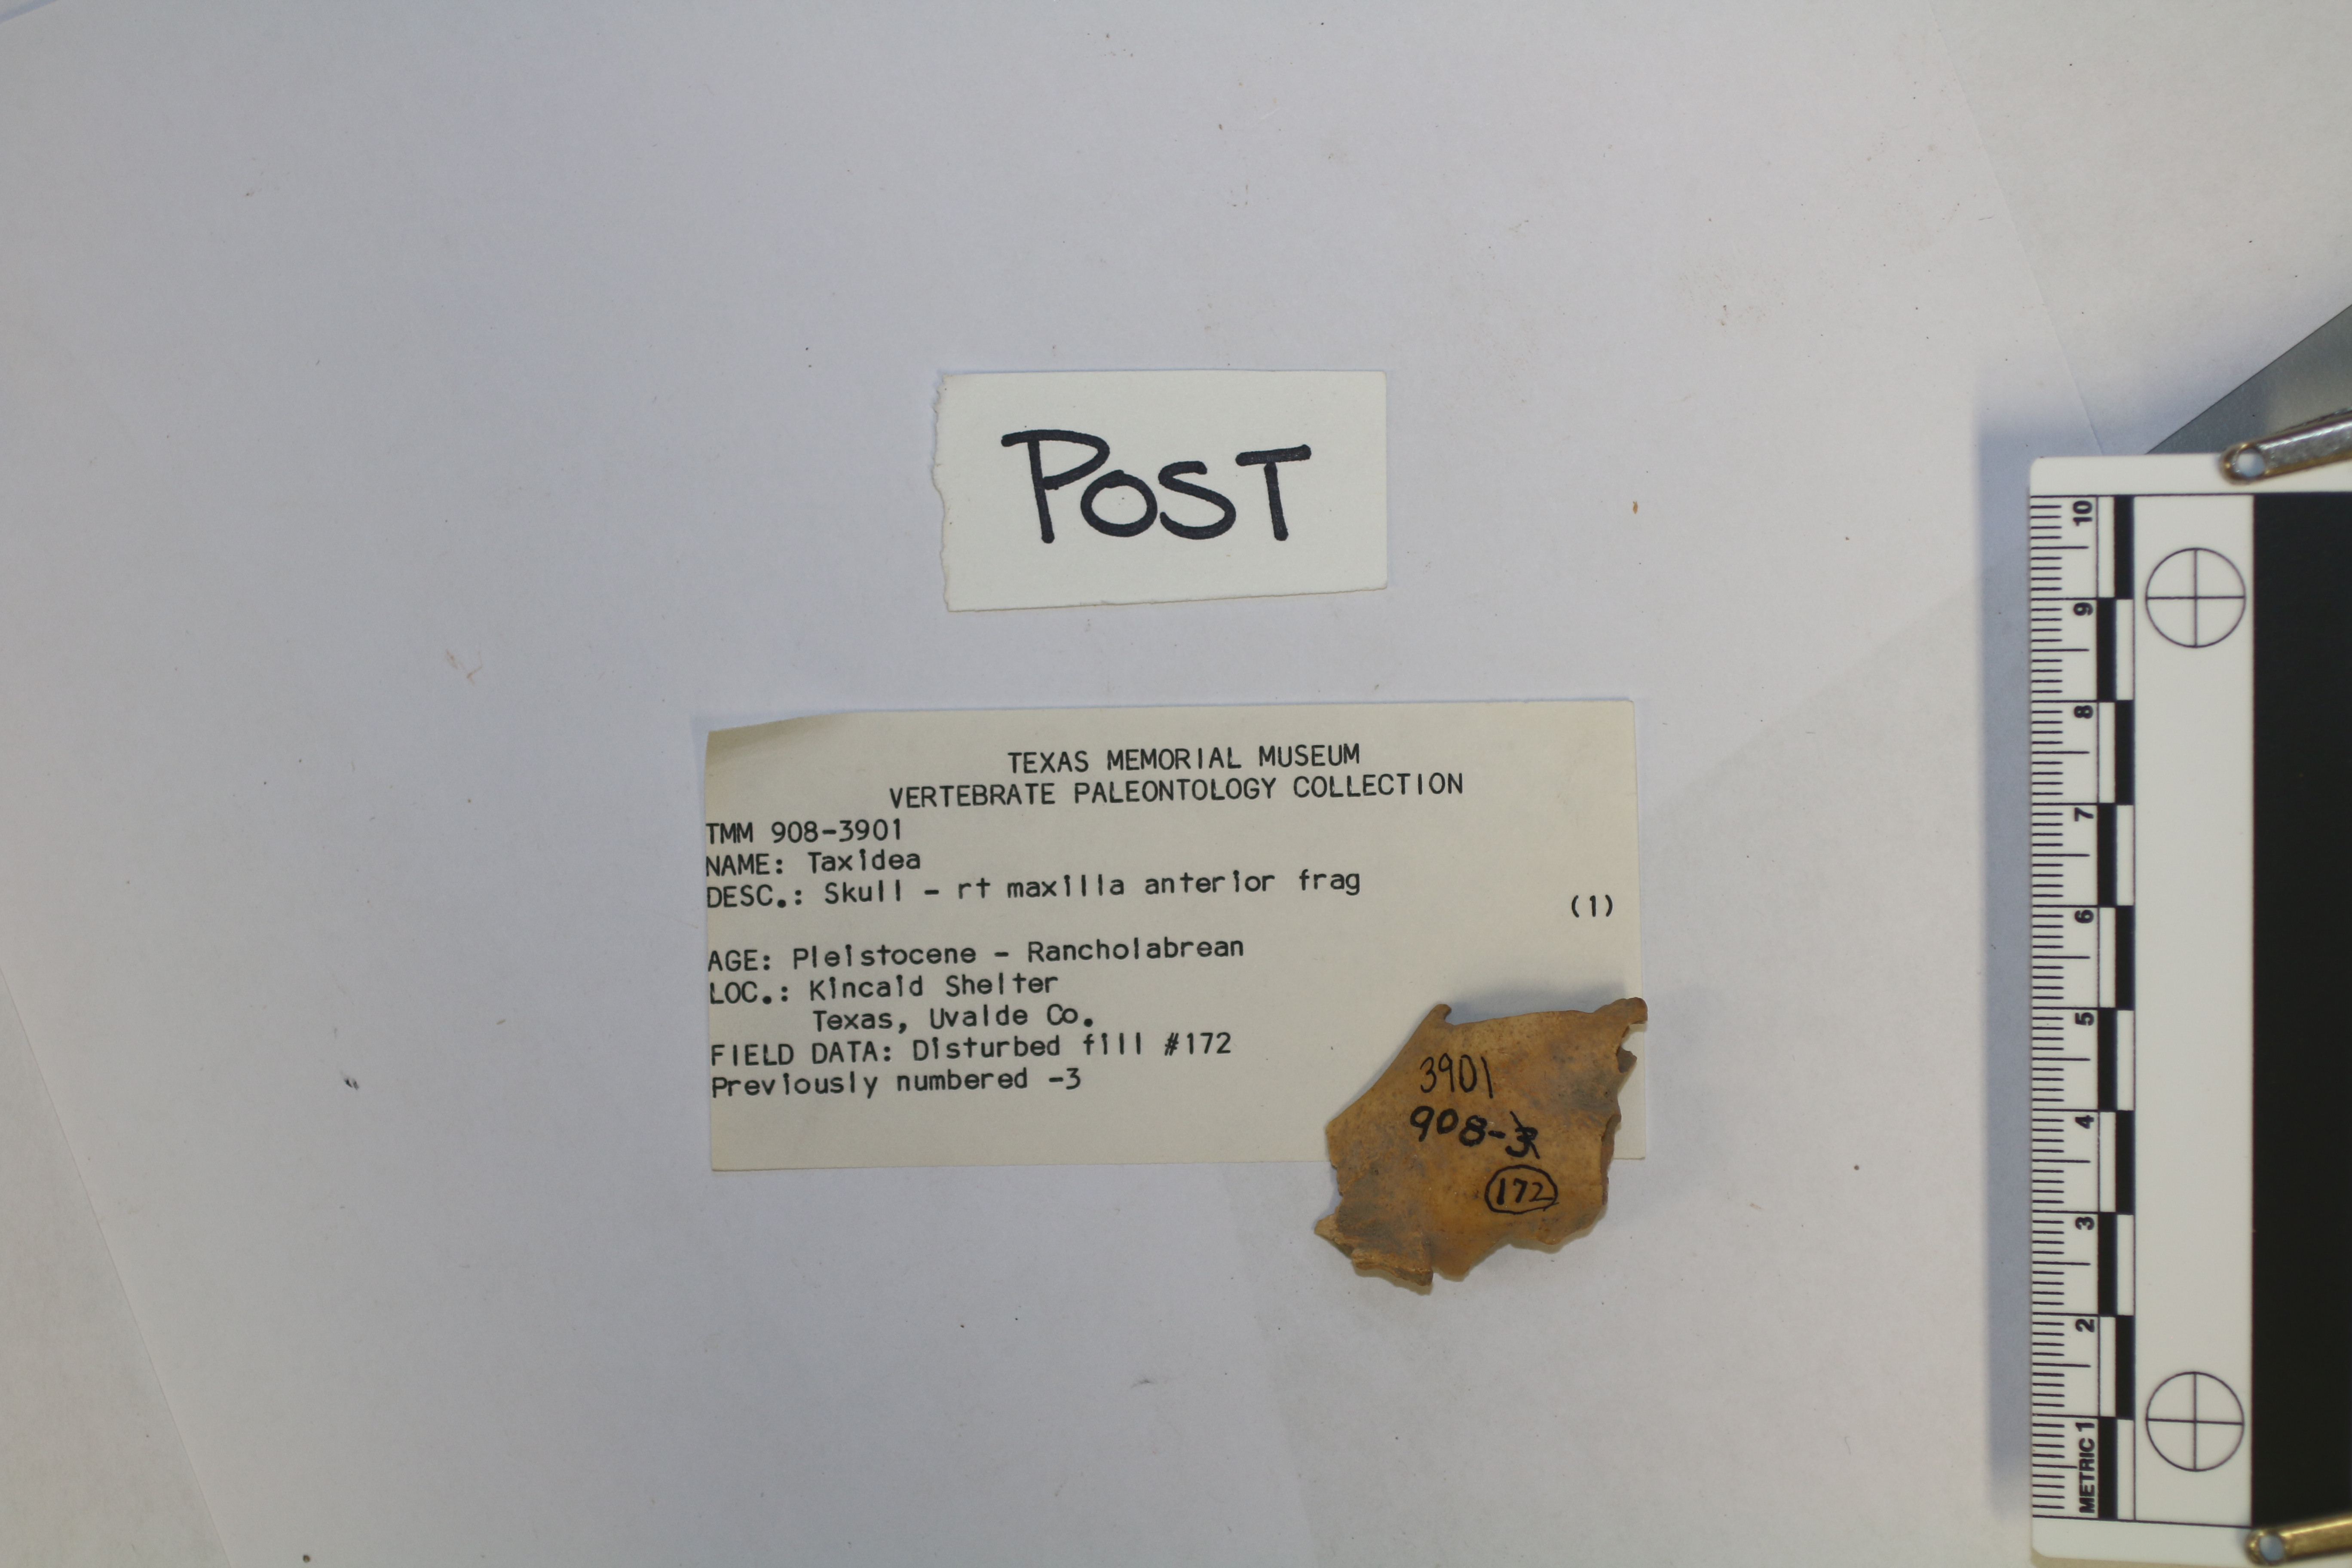 POST
TEXAS MEMORIAL MUSEUM
VERTEBRATE PALEONTOLOGY COLLECTION
TMM 908-3901
NAME: Taxidea
DESC.: Skull - rt maxilla anterior frag (1)
AGE: Pleistocene - Rancholabrean
LOC.: Kincaid Shelter
Texas, Uvalde Co.
FIELD DATA: Disturbed fill #172
Previously numbered -3
3901
908-3
172
METRIC 1 2 3 4 5 6 7 8 9 10